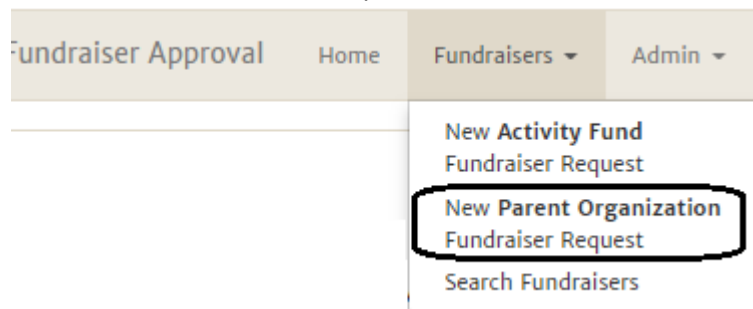 Fundraiser Approval Home Fundraisers Admin
New Activity Fund
Fundraiser Request
New Parent Organization
Fundraiser Request
Search Fundraisers